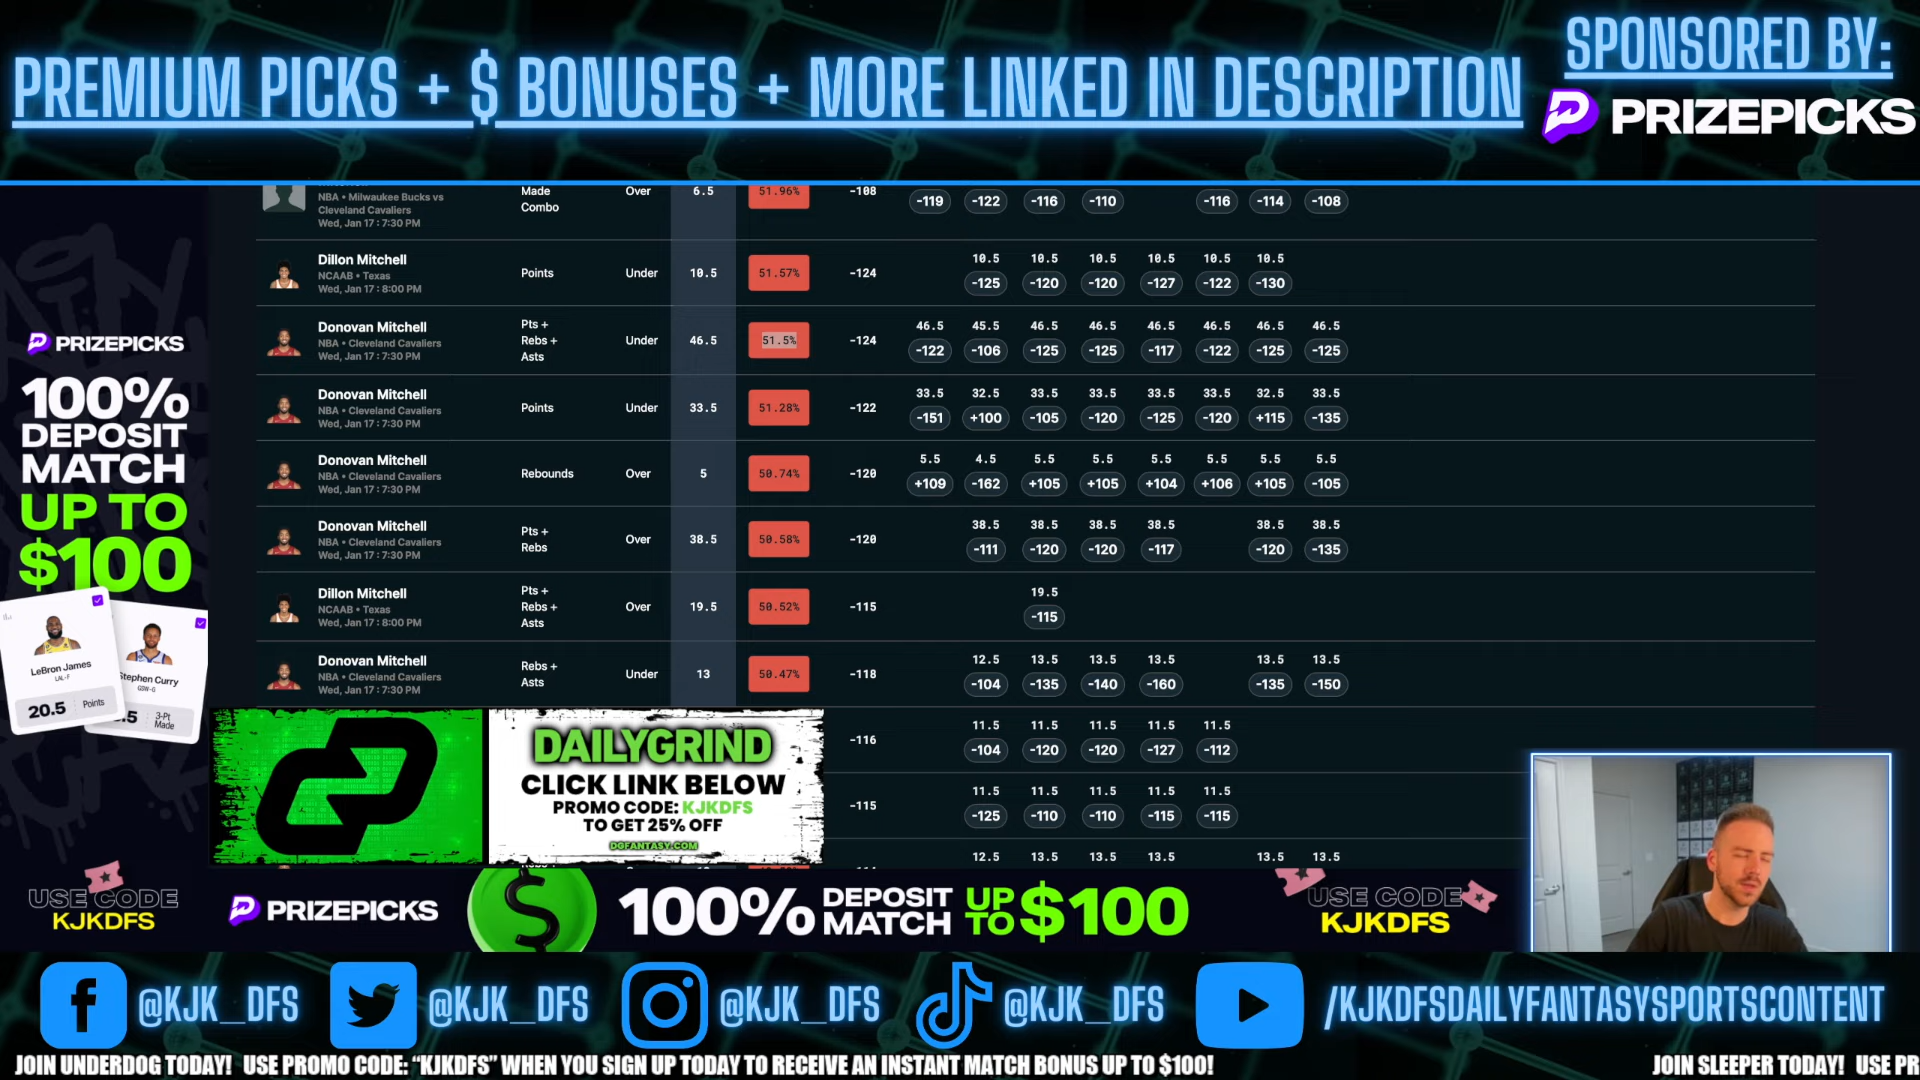 PREMIUM PICKS + $ BONUSES + MORE LINKED IN DESCRIPTION
SPONSORED BY:
PRIZEPICKS
PRIZEPICKS
100%
DEPOSIT
MATCH
UP TO
$100
LeBron James
LAL-F
20.5 Points
Stephen Curry
GSW-G
.5 3-Pt Made
USE CODE
KJKDFS
NBA • Milwaukee Bucks vs
Cleveland Cavaliers
Wed, Jan 17 : 7:30 PM
Made
Combo
Over 6.5 51.96% -108
-119 -122 -116 -110 -116 -114 -108
Dillon Mitchell
NCAAB • Texas
Wed, Jan 17 : 8:00 PM
Points Under 10.5 51.57% -124
10.5 10.5 10.5 10.5 10.5 10.5
-125 -120 -120 -127 -122 -130
Donovan Mitchell
NBA • Cleveland Cavaliers
Wed, Jan 17 : 7:30 PM
Pts +
Rebs +
Asts
Under 46.5 51.5% -124
46.5 45.5 46.5 46.5 46.5 46.5 46.5 46.5
-122 -106 -125 -125 -117 -122 -125 -125
Donovan Mitchell
NBA • Cleveland Cavaliers
Wed, Jan 17 : 7:30 PM
Points Under 33.5 51.28% -122
33.5 32.5 33.5 33.5 33.5 33.5 32.5 33.5
-151 +100 -105 -120 -125 -120 +115 -135
Donovan Mitchell
NBA • Cleveland Cavaliers
Wed, Jan 17 : 7:30 PM
Rebounds Over 5 50.74% -120
5.5 4.5 5.5 5.5 5.5 5.5 5.5 5.5
+109 -162 +105 +105 +104 +106 +105 -105
Donovan Mitchell
NBA • Cleveland Cavaliers
Wed, Jan 17 : 7:30 PM
Pts +
Rebs
Over 38.5 50.58% -120
38.5 38.5 38.5 38.5 38.5 38.5
-111 -120 -120 -117 -120 -135
Dillon Mitchell
NCAAB • Texas
Wed, Jan 17 : 8:00 PM
Pts +
Rebs +
Asts
Over 19.5 50.52% -115
19.5
-115
Donovan Mitchell
NBA • Cleveland Cavaliers
Wed, Jan 17 : 7:30 PM
Rebs +
Asts
Under 13 50.47% -118
12.5 13.5 13.5 13.5 13.5 13.5
-104 -135 -140 -160 -135 -150
-116
11.5 11.5 11.5 11.5 11.5
-104 -120 -120 -127 -112
-115
11.5 11.5 11.5 11.5 11.5
-125 -110 -110 -115 -115
12.5 13.5 13.5 13.5 13.5 13.5
DAILYGRIND
CLICK LINK BELOW
PROMO CODE: KJKDFS
TO GET 25% OFF
DGFANTASY.COM
PRIZEPICKS
$
100% DEPOSIT MATCH UP TO $100
USE CODE
KJKDFS
@KJK_DFS @KJK_DFS @KJK_DFS @KJK_DFS /KJKDFSDAILYFANTASYSPORTSCONTENT
JOIN UNDERDOG TODAY! USE PROMO CODE: “KJKDFS” WHEN YOU SIGN UP TODAY TO RECEIVE AN INSTANT MATCH BONUS UP TO $100!
JOIN SLEEPER TODAY! USE PR